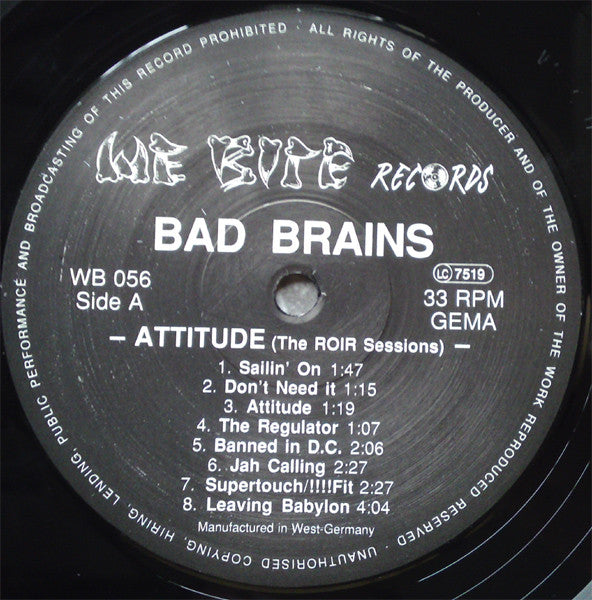 ALL RIGHTS OF THE PRODUCER AND OF THE OWNER OF THE WORK REPRODUCED RESERVED · UNAUTHORISED COPYING, HIRING, LENDING, PUBLIC PERFORMANCE AND BROADCASTING OF THIS RECORD PROHIBITED ·
WE BITE RECORDS
BAD BRAINS
WB 056
Side A
LC 7519
33 RPM
GEMA
– ATTITUDE (The ROIR Sessions) –
1. Sailin' On 1:47
2. Don't Need it 1:15
3. Attitude 1:19
4. The Regulator 1:07
5. Banned in D.C. 2:06
6. Jah Calling 2:27
7. Supertouch/!!!!Fit 2:27
8. Leaving Babylon 4:04
Manufactured in West-Germany